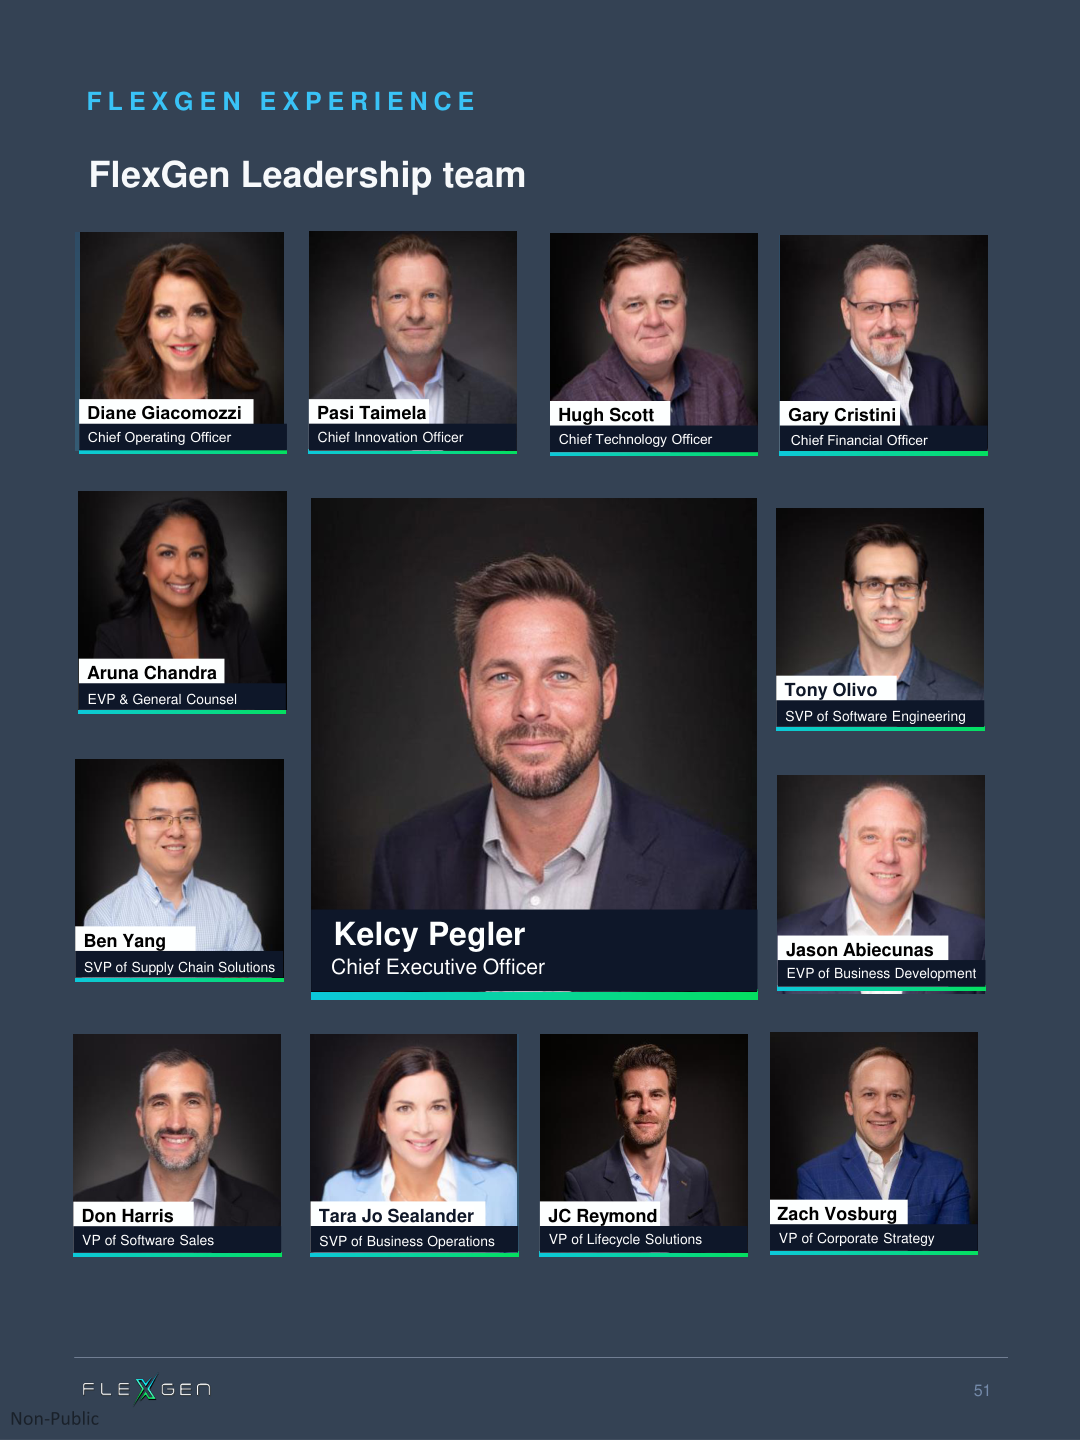 FLEXGEN EXPERIENCE
FlexGen Leadership team
Diane Giacomozzi
Chief Operating Officer
Pasi Taimela
Chief Innovation Officer
Hugh Scott
Chief Technology Officer
Gary Cristini
Chief Financial Officer
Aruna Chandra
EVP & General Counsel
Kelcy Pegler
Chief Executive Officer
Tony Olivo
SVP of Software Engineering
Ben Yang
SVP of Supply Chain Solutions
Jason Abiecunas
EVP of Business Development
Don Harris
VP of Software Sales
Tara Jo Sealander
SVP of Business Operations
JC Reymond
VP of Lifecycle Solutions
Zach Vosburg
VP of Corporate Strategy
FLEXGEN
51
Non-Public